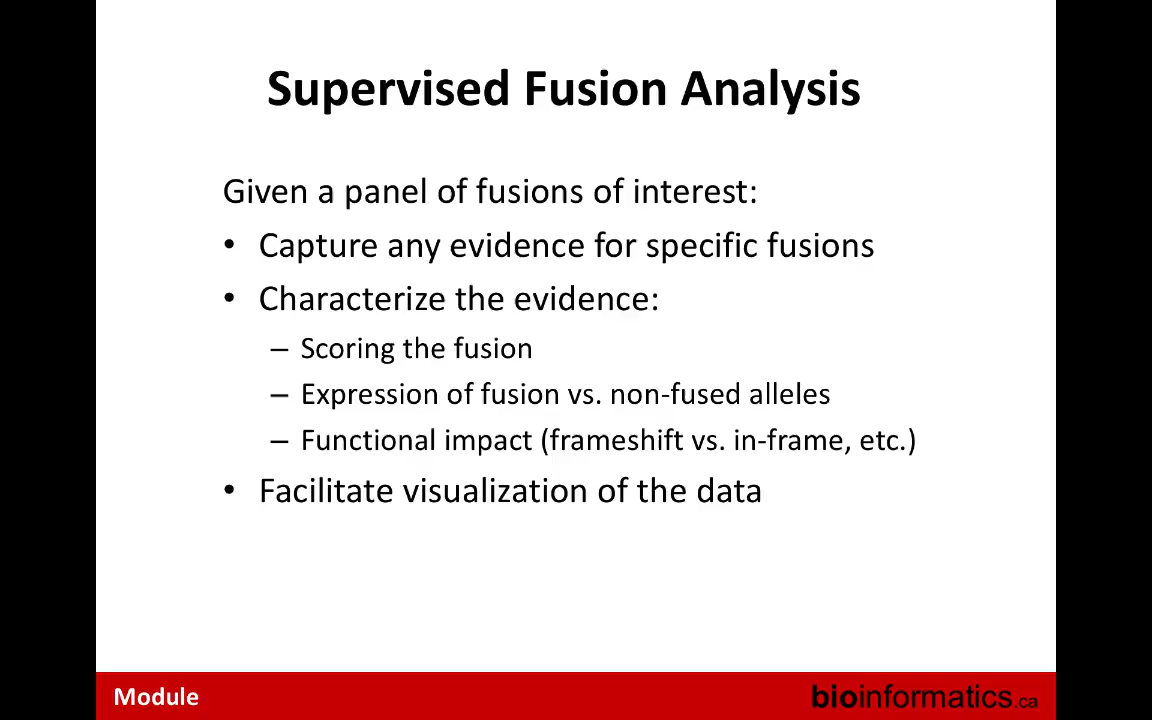 Supervised Fusion Analysis
Given a panel of fusions of interest:
• Capture any evidence for specific fusions
• Characterize the evidence:
– Scoring the fusion
– Expression of fusion vs. non-fused alleles
– Functional impact (frameshift vs. in-frame, etc.)
• Facilitate visualization of the data
Module
bioinformatics.ca